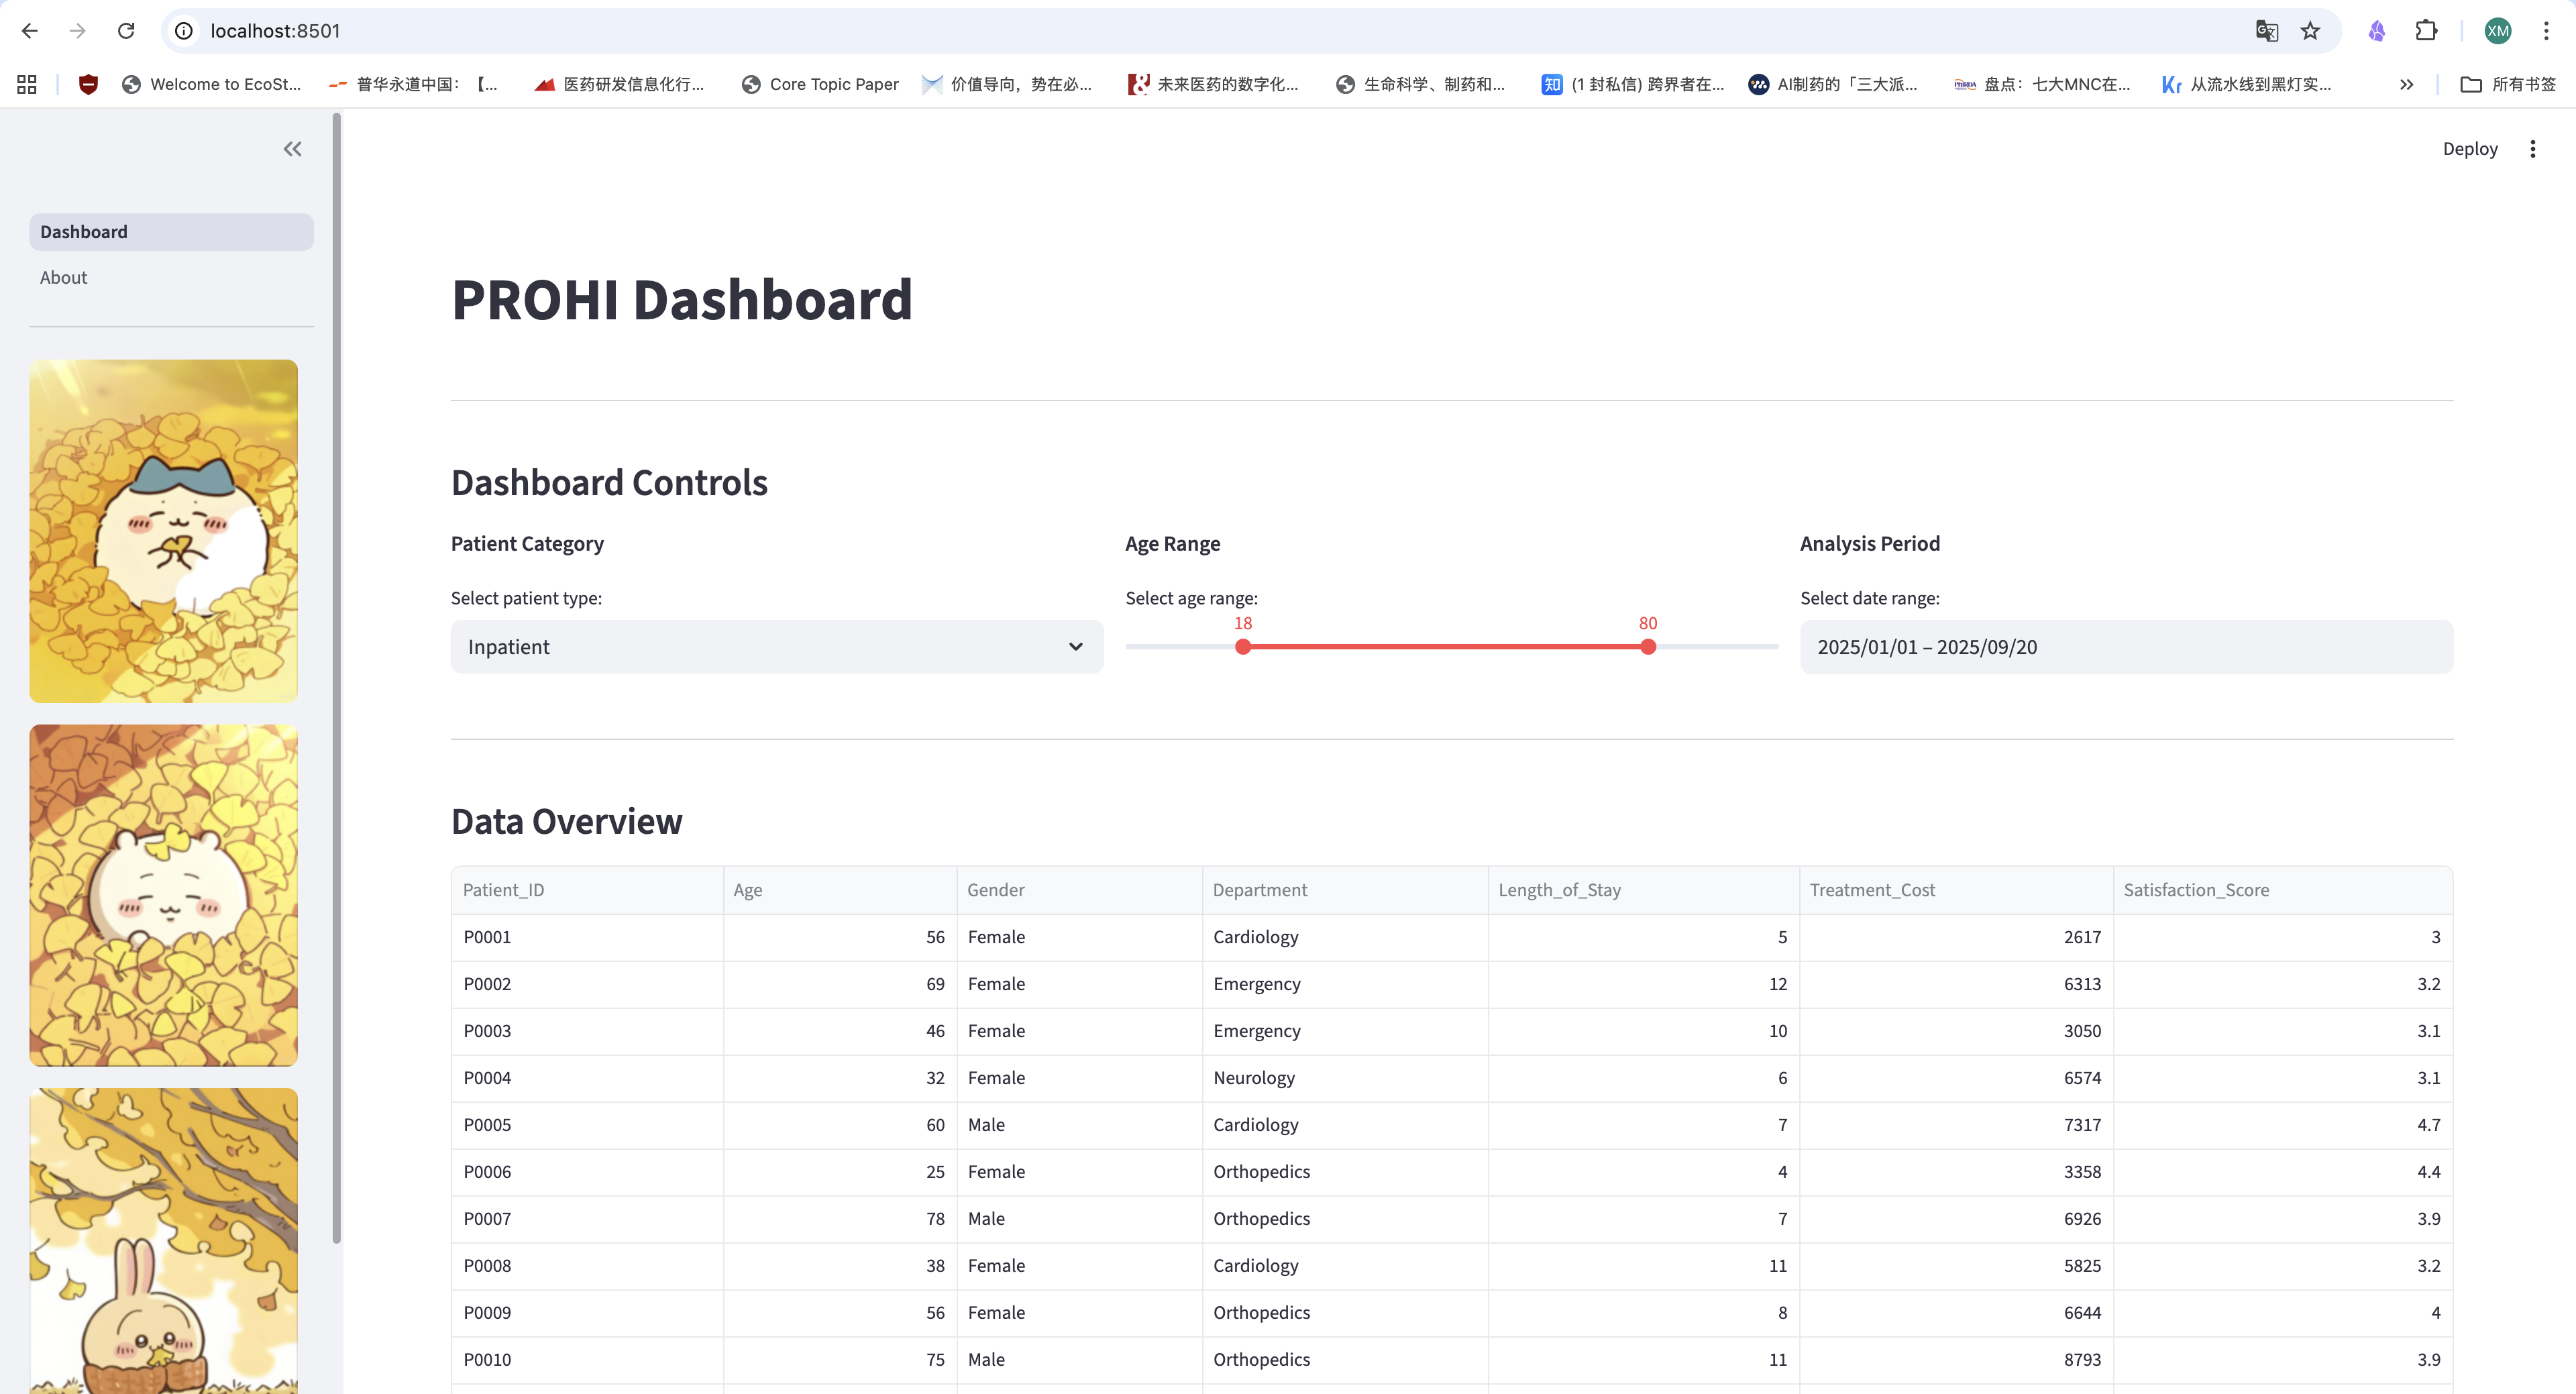 localhost:8501
XM
Welcome to EcoSt...
普华永道中国：【...
医药研发信息化行...
Core Topic Paper
价值导向，势在必...
未来医药的数字化...
生命科学、制药和...
知 (1 封私信) 跨界者在...
AI制药的「三大派...
盘点：七大MNC在...
Kr 从流水线到黑灯实...
所有书签
Deploy
Dashboard
About
PROHI Dashboard
Dashboard Controls
Patient Category Age Range Analysis Period
Select patient type: Select age range: Select date range:
18 80
Inpatient 2025/01/01 – 2025/09/20
Data Overview
Patient_ID Age Gender Department Length_of_Stay Treatment_Cost Satisfaction_Score
P0001 56 Female Cardiology 5 2617 3
P0002 69 Female Emergency 12 6313 3.2
P0003 46 Female Emergency 10 3050 3.1
P0004 32 Female Neurology 6 6574 3.1
P0005 60 Male Cardiology 7 7317 4.7
P0006 25 Female Orthopedics 4 3358 4.4
P0007 78 Male Orthopedics 7 6926 3.9
P0008 38 Female Cardiology 11 5825 3.2
P0009 56 Female Orthopedics 8 6644 4
P0010 75 Male Orthopedics 11 8793 3.9